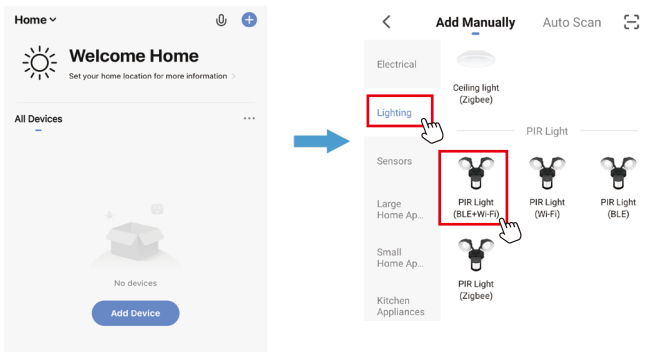 Home
Welcome Home
Set your home location for more information
All Devices
No devices
Add Device
Add Manually
Auto Scan
Electrical
Lighting
Sensors
Large
Home Ap...
Small
Home Ap...
Kitchen
Appliances
Ceiling light
(Zigbee)
PIR Light
PIR Light
(BLE+Wi-Fi)
PIR Light
(Wi-Fi)
PIR Light
(BLE)
PIR Light
(Zigbee)